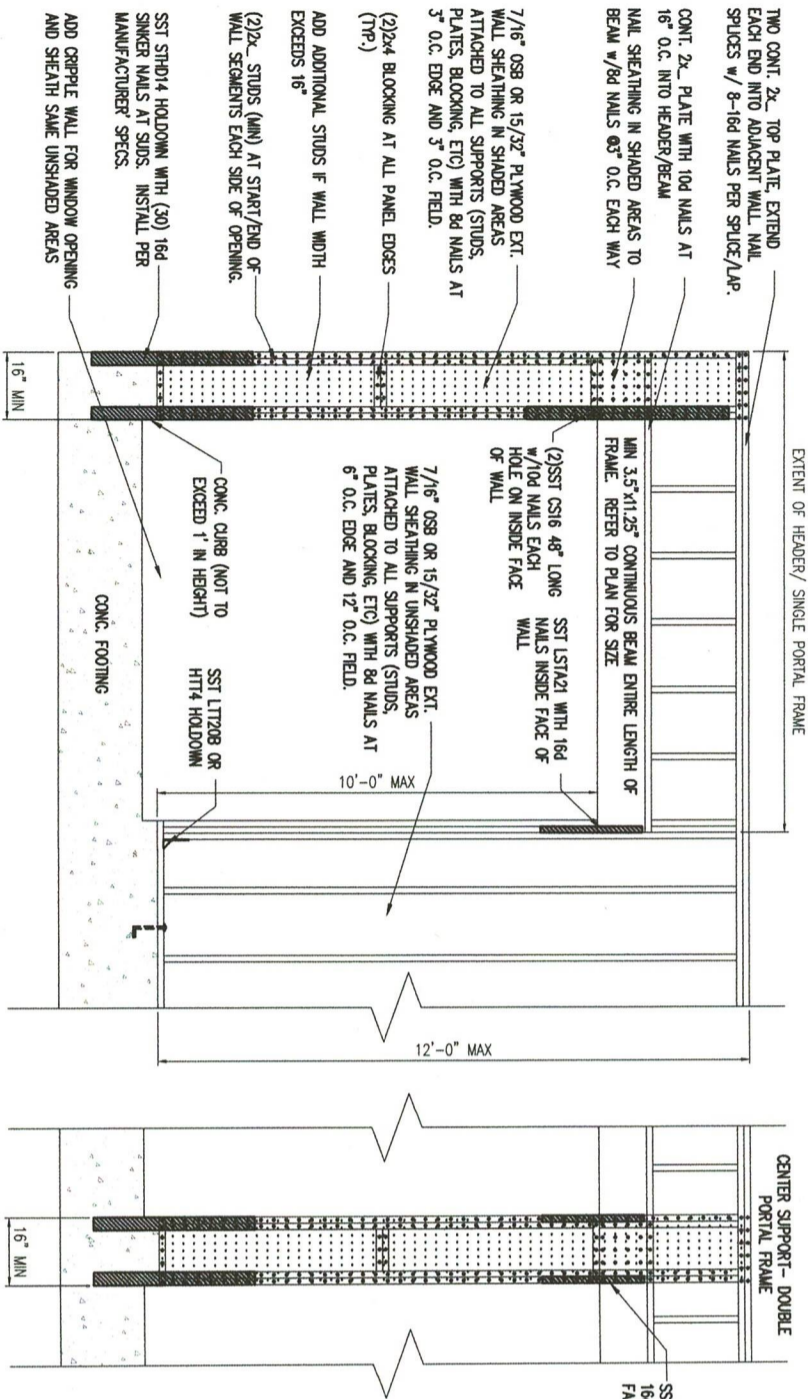 TWO CONT. 2x_ TOP PLATE, EXTEND
EACH END INTO ADJACENT WALL NAIL
SPLICES w/ 8-16d NAILS PER SPLICE/LAP.
CONT. 2x_ PLATE WITH 10d NAILS AT
16" O.C. INTO HEADER/BEAM
NAIL SHEATHING IN SHADED AREAS TO
BEAM w/8d NAILS @3" O.C. EACH WAY
7/16" OSB OR 15/32" PLYWOOD EXT.
WALL SHEATHING IN SHADED AREAS
ATTACHED TO ALL SUPPORTS (STUDS,
PLATES, BLOCKING, ETC) WITH 8d NAILS AT
3" O.C. EDGE AND 3" O.C. FIELD.
(2)2x4 BLOCKING AT ALL PANEL EDGES
(TYP.)
ADD ADDITIONAL STUDS IF WALL WIDTH
EXCEEDS 16"
(2)2x_ STUDS (MIN) AT START/END OF
WALL SEGMENTS EACH SIDE OF OPENING.
SST STHD14 HOLDOWN WITH (30) 16d
SINKER NAILS AT SUDS. INSTALL PER
MANUFACTURER' SPECS.
ADD CRIPPLE WALL FOR WINDOW OPENING
AND SHEATH SAME UNSHADED AREAS
EXTENT OF HEADER/ SINGLE PORTAL FRAME
MIN 3.5"x11.25" CONTINUOUS BEAM ENTIRE LENGTH OF
FRAME. REFER TO PLAN FOR SIZE
(2)SST CS16 48" LONG
w/10d NAILS EACH
HOLE ON INSIDE FACE
OF WALL
SST LSTA21 WITH 16d
NAILS INSIDE FACE OF
WALL
7/16" OSB OR 15/32" PLYWOOD EXT.
WALL SHEATHING IN UNSHADED AREAS
ATTACHED TO ALL SUPPORTS (STUDS,
PLATES, BLOCKING, ETC) WITH 8d NAILS AT
6" O.C. EDGE AND 12" O.C. FIELD.
CONC. CURB (NOT TO
EXCEED 1' IN HEIGHT)
SST LTT20B OR
HTT4 HOLDOWN
CONC. FOOTING
16" MIN
10'-0" MAX
12'-0" MAX
CENTER SUPPORT- DOUBLE
PORTAL FRAME
16" MIN
SS
16
FA